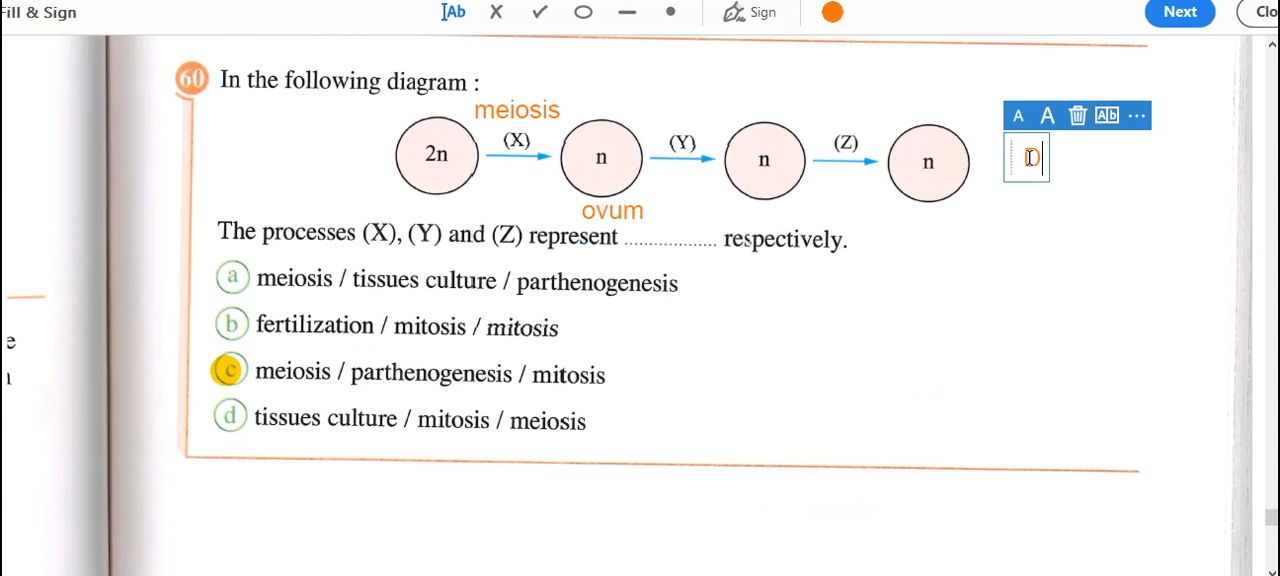 Fill & Sign
Ab
Sign
Next
Clo
60 In the following diagram :
meiosis
A A Ab ...
2n (X) n (Y) n (Z) n
ovum
The processes (X), (Y) and (Z) represent ................. respectively.
a meiosis / tissues culture / parthenogenesis
b fertilization / mitosis / mitosis
c meiosis / parthenogenesis / mitosis
d tissues culture / mitosis / meiosis
e